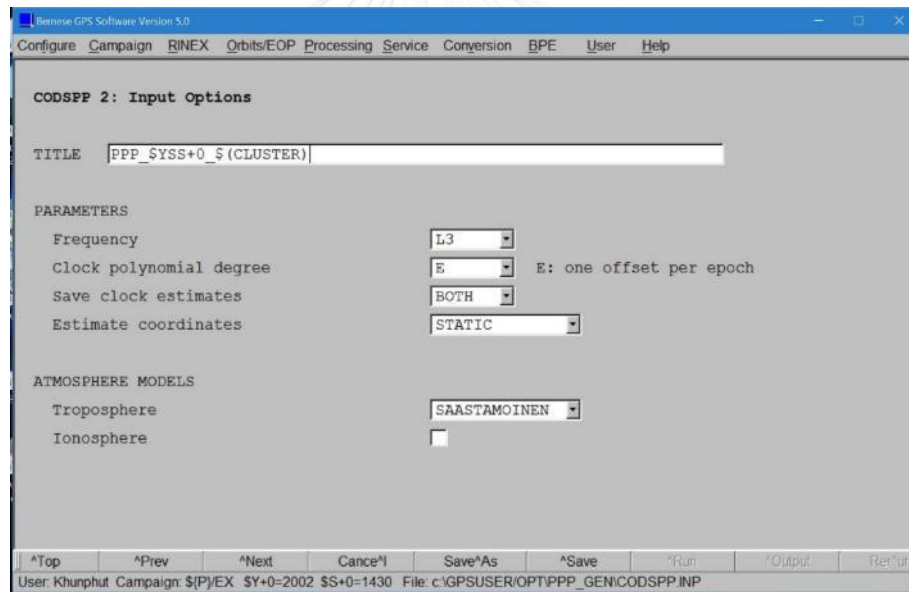 Bernese GPS Software Version 5.0
Configure Campaign RINEX Orbits/EOP Processing Service Conversion BPE User Help
CODSPP 2: Input Options
TITLE PPP_$YSS+0_$(CLUSTER)
PARAMETERS
Frequency L3
Clock polynomial degree E E: one offset per epoch
Save clock estimates BOTH
Estimate coordinates STATIC
ATMOSPHERE MODELS
Troposphere SAASTAMOINEN
Ionosphere
^Top ^Prev ^Next Cance^l Save^As ^Save ^Run ^Output Rer^un
User: Khunphut Campaign: ${P}/EX $Y+0=2002 $S+0=1430 File: c:\GPSUSER/OPT\PPP_GEN\CODSPP.INP